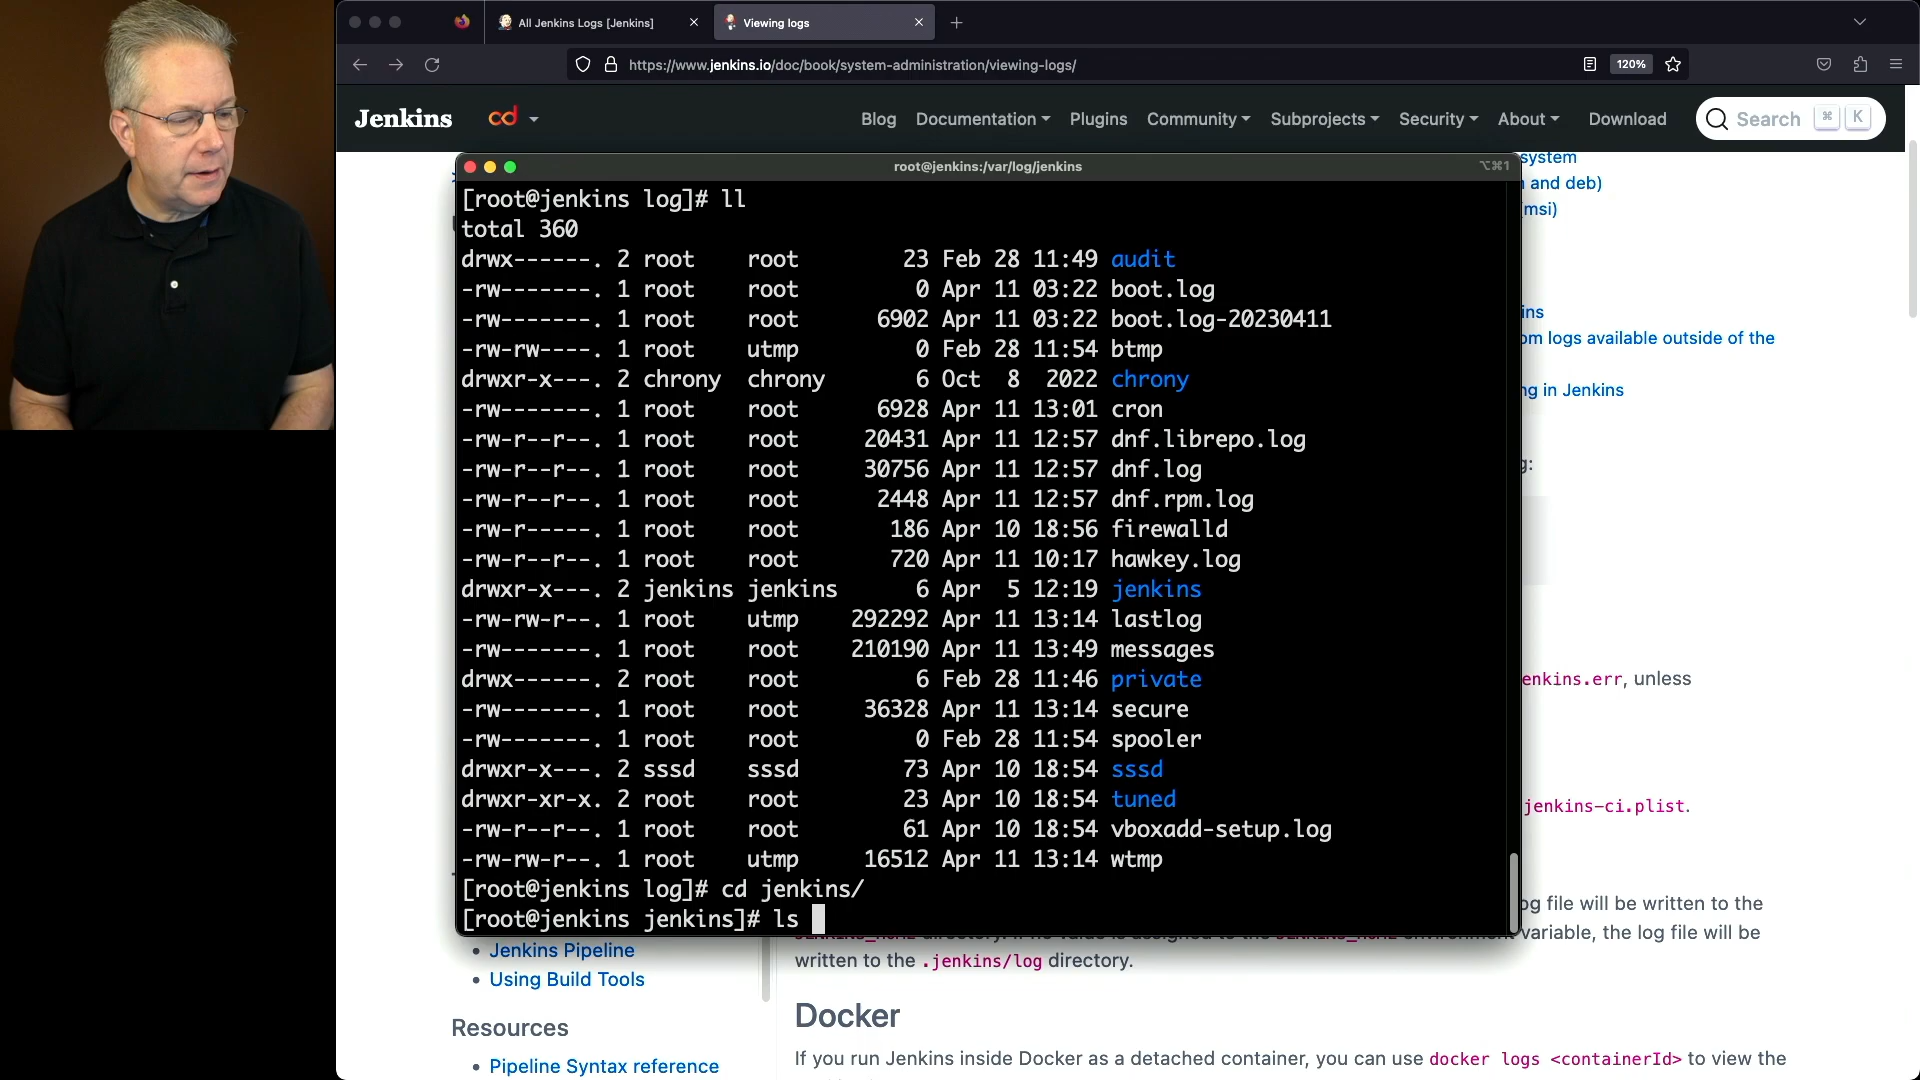 All Jenkins Logs [Jenkins]
Viewing logs
https://www.jenkins.io/doc/book/system-administration/viewing-logs/
120%
Jenkins
cd
Blog
Documentation
Plugins
Community
Subprojects
Security
About
Download
Search
⌘ K
root@jenkins:/var/log/jenkins
⌥⌘1
[root@jenkins log]# ll
total 360
drwx------. 2 root    root        23 Feb 28 11:49 audit
-rw-------. 1 root    root         0 Apr 11 03:22 boot.log
-rw-------. 1 root    root      6902 Apr 11 03:22 boot.log-20230411
-rw-rw----. 1 root    utmp         0 Feb 28 11:54 btmp
drwxr-x---. 2 chrony  chrony       6 Oct  8  2022 chrony
-rw-------. 1 root    root      6928 Apr 11 13:01 cron
-rw-r--r--. 1 root    root     20431 Apr 11 12:57 dnf.librepo.log
-rw-r--r--. 1 root    root     30756 Apr 11 12:57 dnf.log
-rw-r--r--. 1 root    root      2448 Apr 11 12:57 dnf.rpm.log
-rw-r-----. 1 root    root       186 Apr 10 18:56 firewalld
-rw-r--r--. 1 root    root       720 Apr 11 10:17 hawkey.log
drwxr-x---. 2 jenkins jenkins      6 Apr  5 12:19 jenkins
-rw-rw-r--. 1 root    utmp    292292 Apr 11 13:14 lastlog
-rw-------. 1 root    root    210190 Apr 11 13:49 messages
drwx------. 2 root    root         6 Feb 28 11:46 private
-rw-------. 1 root    root     36328 Apr 11 13:14 secure
-rw-------. 1 root    root         0 Feb 28 11:54 spooler
drwxr-x---. 2 sssd    sssd        73 Apr 10 18:54 sssd
drwxr-xr-x. 2 root    root        23 Apr 10 18:54 tuned
-rw-r--r--. 1 root    root        61 Apr 10 18:54 vboxadd-setup.log
-rw-rw-r--. 1 root    utmp     16512 Apr 11 13:14 wtmp
[root@jenkins log]# cd jenkins/
[root@jenkins jenkins]# ls
system
and deb)
(msi)
ins
om logs available outside of the
ng in Jenkins
g:
enkins.err, unless
jenkins-ci.plist.
og file will be written to the
variable, the log file will be
written to the .jenkins/log directory.
Jenkins Pipeline
Using Build Tools
Resources
Pipeline Syntax reference
Docker
If you run Jenkins inside Docker as a detached container, you can use docker logs <containerId> to view the